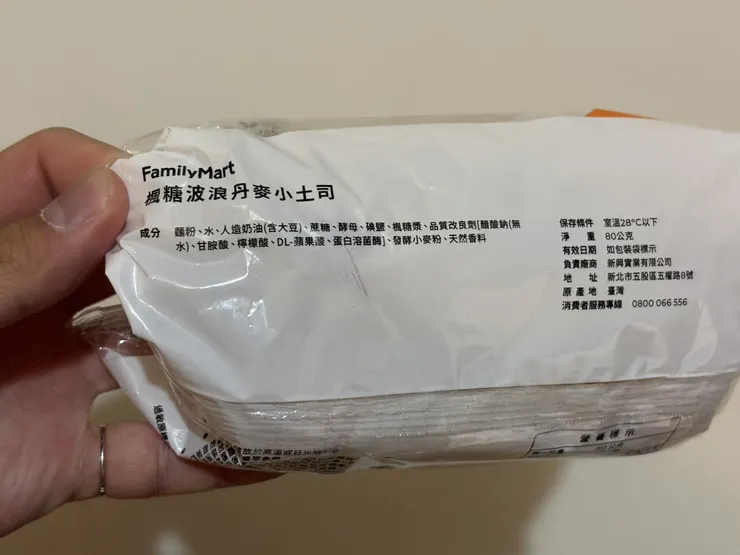 FamilyMart
楓糖波浪丹麥小土司
成分 麵粉、水、人造奶油(含大豆)、蔗糖、酵母、碘鹽、楓糖漿、品質改良劑[醋酸鈉(無
水)、甘胺酸、檸檬酸、DL-蘋果酸、蛋白溶菌酶]、發酵小麥粉、天然香料
保存條件 室溫28°C以下
淨重 80公克
有效日期 如包裝袋標示
負責廠商 新興實業有限公司
地址 新北市五股區五權路8號
原產地 臺灣
消費者服務專線 0800 066 556
營養標示